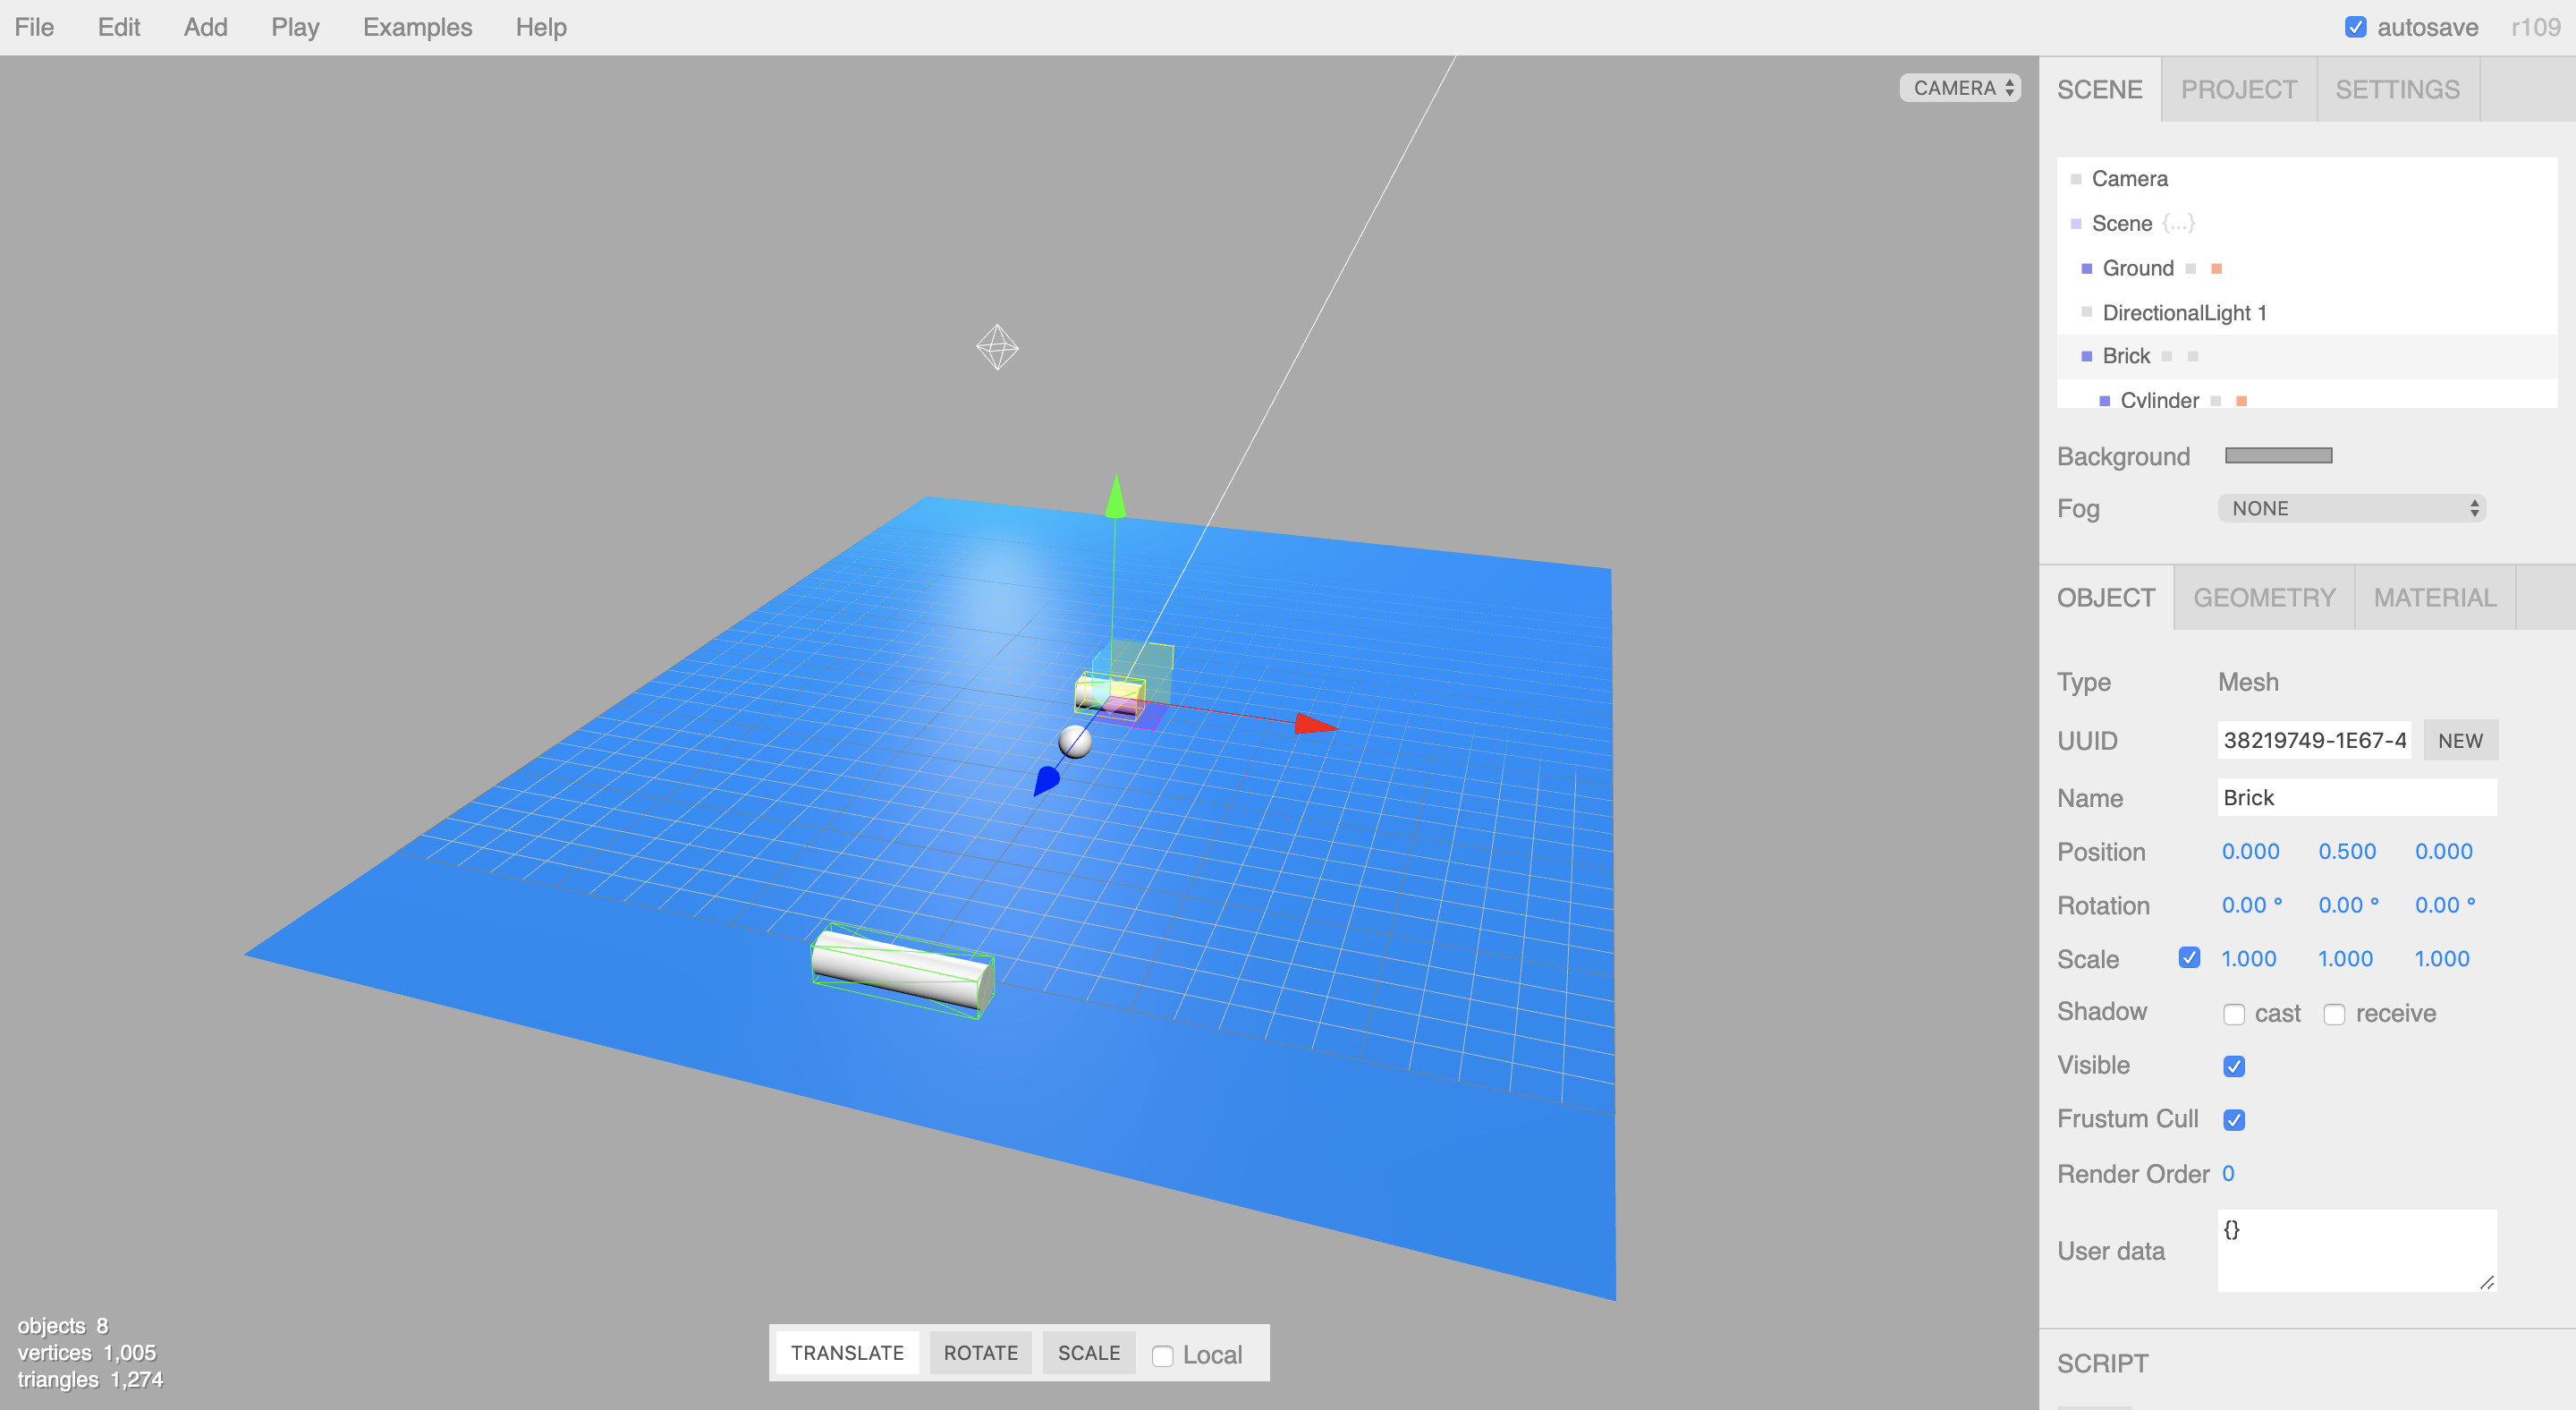 File Edit Add Play Examples Help
autosave r109
CAMERA
SCENE PROJECT SETTINGS
Camera
Scene {...}
Ground
DirectionalLight 1
Brick
Cylinder
Background
Fog NONE
OBJECT GEOMETRY MATERIAL
Type Mesh
UUID 38219749-1E67-4 NEW
Name Brick
Position 0.000 0.500 0.000
Rotation 0.00 ° 0.00 ° 0.00 °
Scale 1.000 1.000 1.000
Shadow cast receive
Visible
Frustum Cull
Render Order 0
User data {}
SCRIPT
objects 8
vertices 1,005
triangles 1,274
TRANSLATE ROTATE SCALE Local